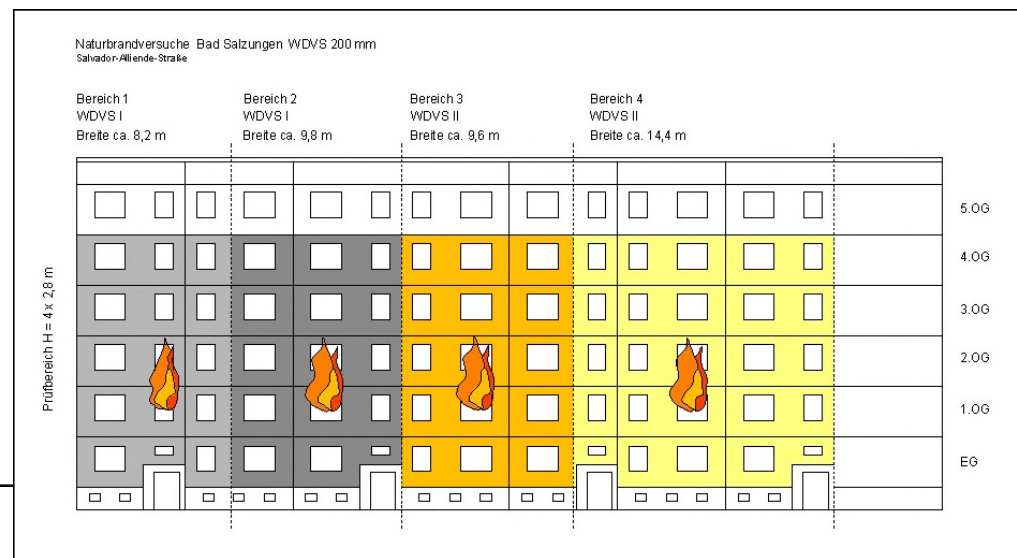 Naturbrandversuche Bad Salzungen WDVS 200 mm
Salvador-Alliende-Straße
Bereich 1
WDVS I
Breite ca. 8,2 m
Bereich 2
WDVS I
Breite ca. 9,8 m
Bereich 3
WDVS II
Breite ca. 9,6 m
Bereich 4
WDVS II
Breite ca. 14,4 m
Prüfbereich H = 4 x 2,8 m
5.OG
4.OG
3.OG
2.OG
1.OG
EG